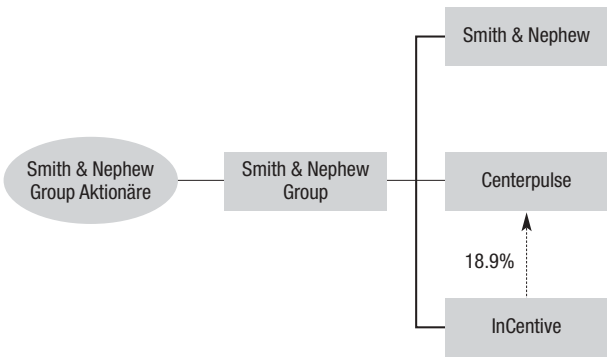 Smith & Nephew
Smith & Nephew
Group Aktionäre
Smith & Nephew
Group
Centerpulse
18.9%
InCentive